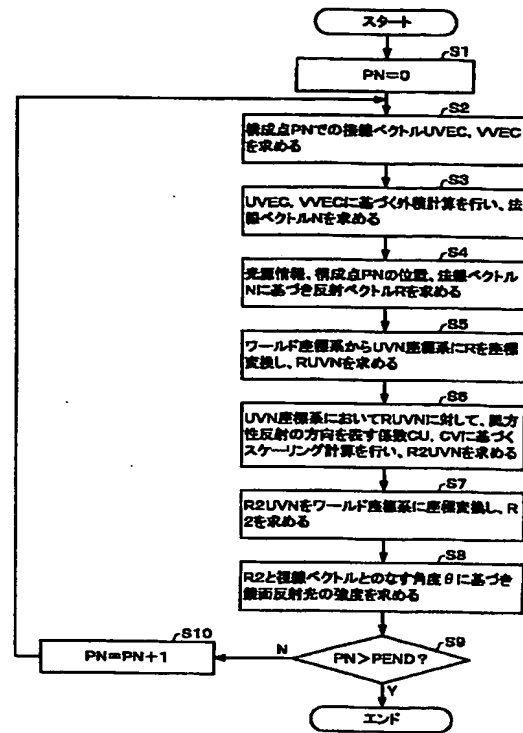 スタート
S1
PN=0
S2
構成点PNでの接線ベクトルUVEC、VVEC
を求める
S3
UVEC、VVECに基づく外積計算を行い、法
線ベクトルNを求める
S4
光源情報、構成点PNの位置、法線ベクトル
Nに基づき反射ベクトルRを求める
S5
ワールド座標系からUVN座標系にRを座標
変換し、RUVNを求める
S6
UVN座標系においてRUVNに対して、異方
性反射の方向を表す係数CU、CVに基づく
スケーリング計算を行い、R2UVNを求める
S7
R2UVNをワールド座標系に座標変換し、R
2を求める
S8
R2と視線ベクトルとのなす角度θに基づき
鏡面反射光の強度を求める
S9
PN>PEND?
N
S10
PN=PN+1
Y
エンド